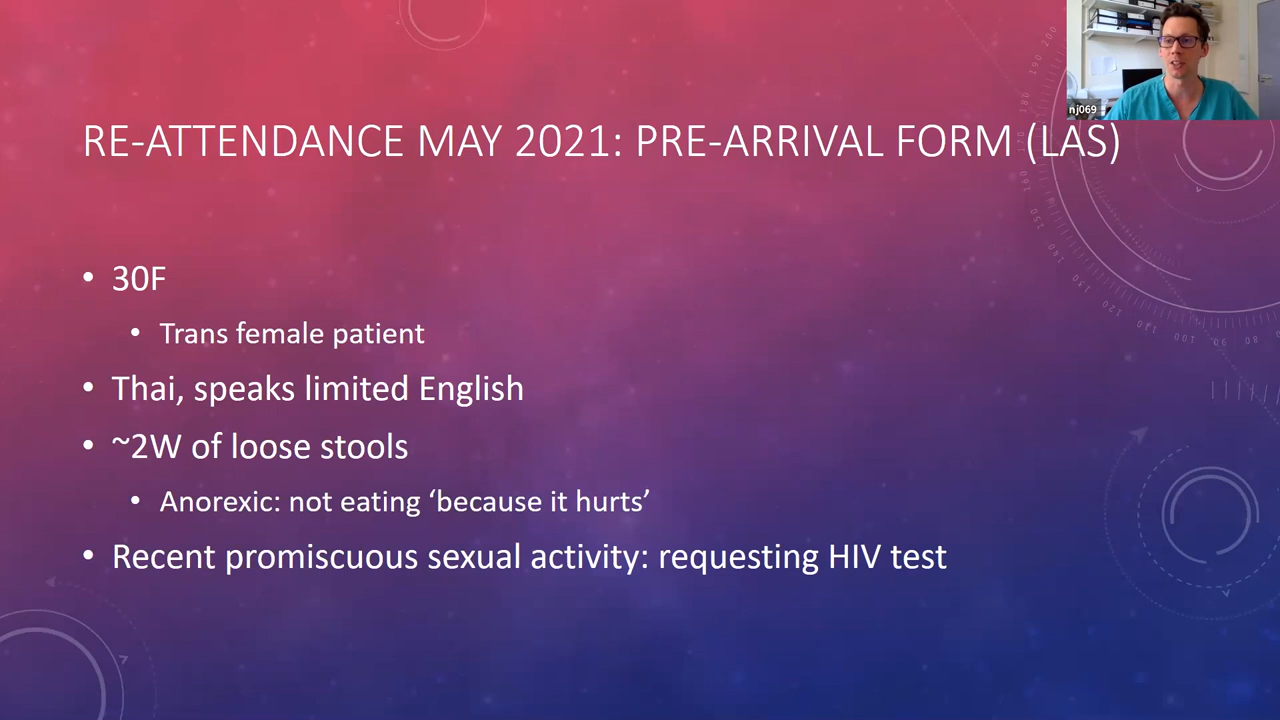 nj069
RE-ATTENDANCE MAY 2021: PRE-ARRIVAL FORM (LAS)
• 30F
• Trans female patient
• Thai, speaks limited English
• ~2W of loose stools
• Anorexic: not eating ‘because it hurts’
• Recent promiscuous sexual activity: requesting HIV test